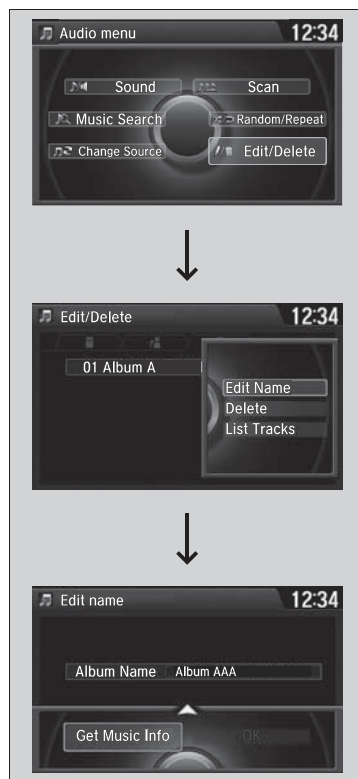 Audio menu 12:34
Sound Scan
Music Search Random/Repeat
Change Source Edit/Delete
Edit/Delete 12:34
01 Album A
Edit Name
Delete
List Tracks
Edit name 12:34
Album Name Album AAA
Get Music Info OK